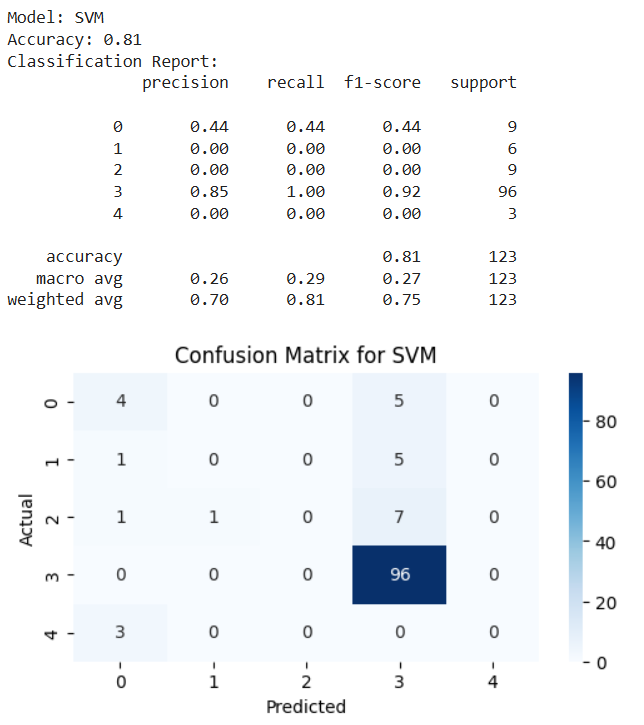 Model: SVM
Accuracy: 0.81
Classification Report:
precision recall f1-score support
0 0.44 0.44 0.44 9
1 0.00 0.00 0.00 6
2 0.00 0.00 0.00 9
3 0.85 1.00 0.92 96
4 0.00 0.00 0.00 3
accuracy 0.81 123
macro avg 0.26 0.29 0.27 123
weighted avg 0.70 0.81 0.75 123
Confusion Matrix for SVM
0 4 0 0 5 0
1 1 0 0 5 0
2 1 1 0 7 0
3 0 0 0 96 0
4 3 0 0 0 0
0 1 2 3 4
Actual
Predicted
80
60
40
20
0